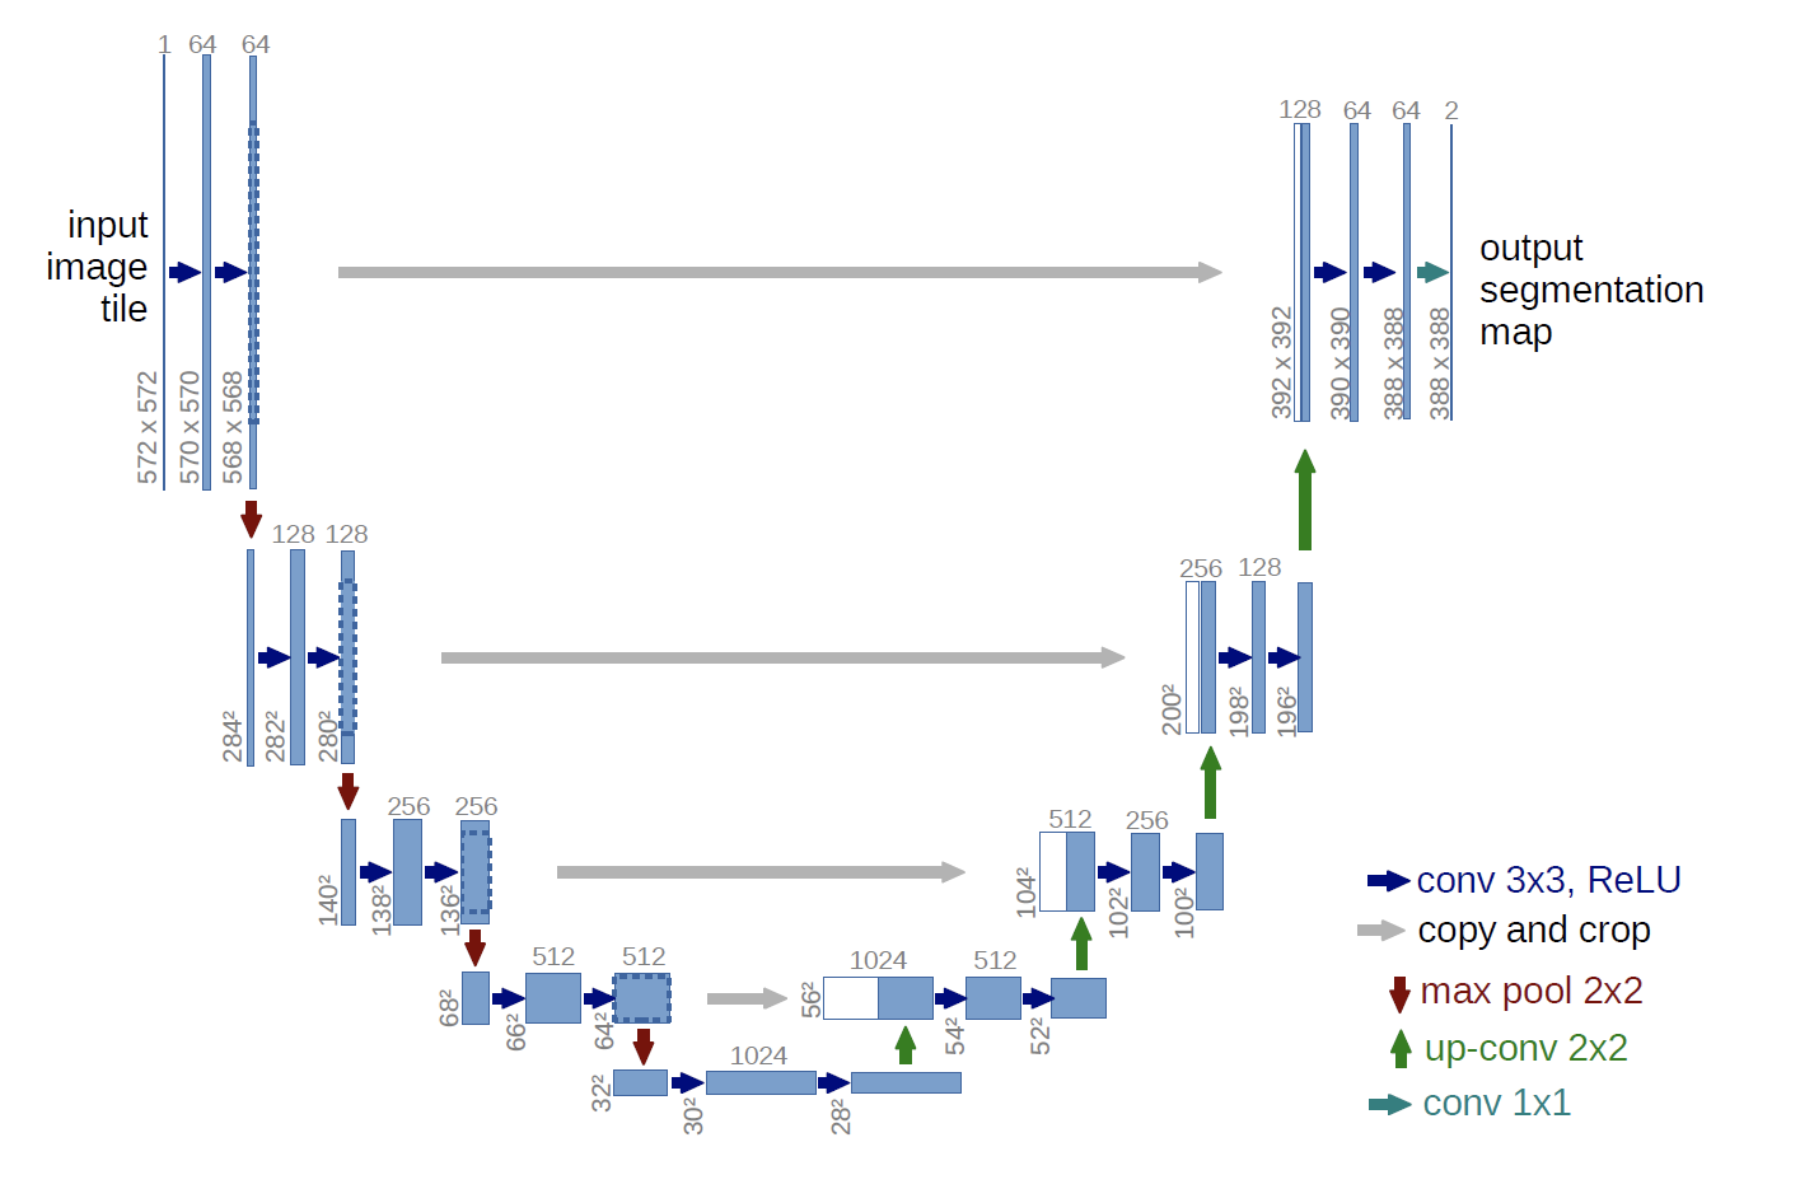 1 64 64
input
image
tile
572 x 572
570 x 570
568 x 568
128 64 64 2
392 x 392
390 x 390
388 x 388
388 x 388
output
segmentation
map
128 128
284²
282²
280²
256 128
200²
198²
196²
256 256
140²
138²
136²
512 256
104²
102²
100²
512 512
68²
66²
64²
1024 512
56²
54²
52²
1024
32²
30²
28²
conv 3x3, ReLU
copy and crop
max pool 2x2
up-conv 2x2
conv 1x1